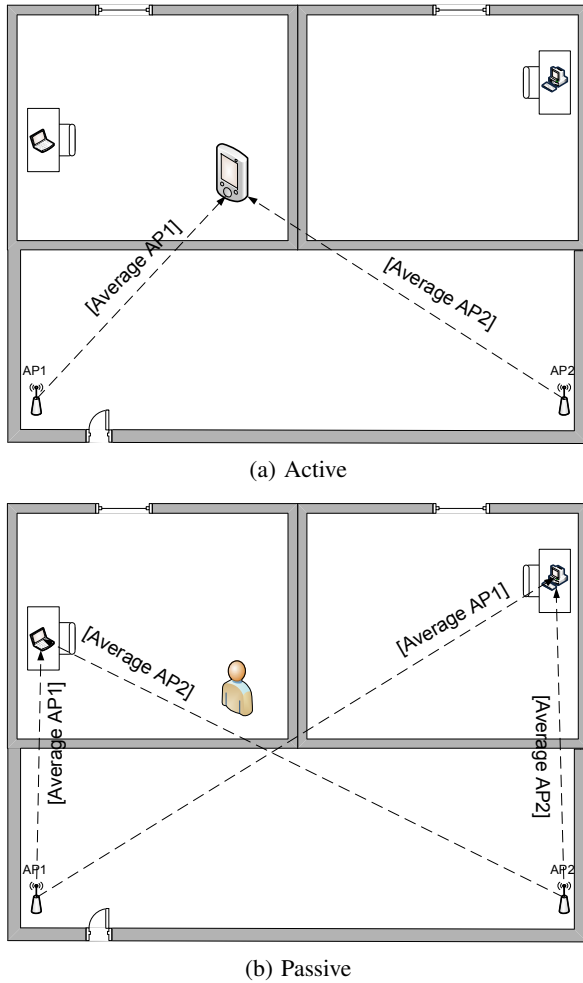 [Average AP1]
[Average AP2]
AP1
AP2
(a) Active
[Average AP1]
[Average AP2]
[Average AP1]
[Average AP2]
AP1
AP2
(b) Passive